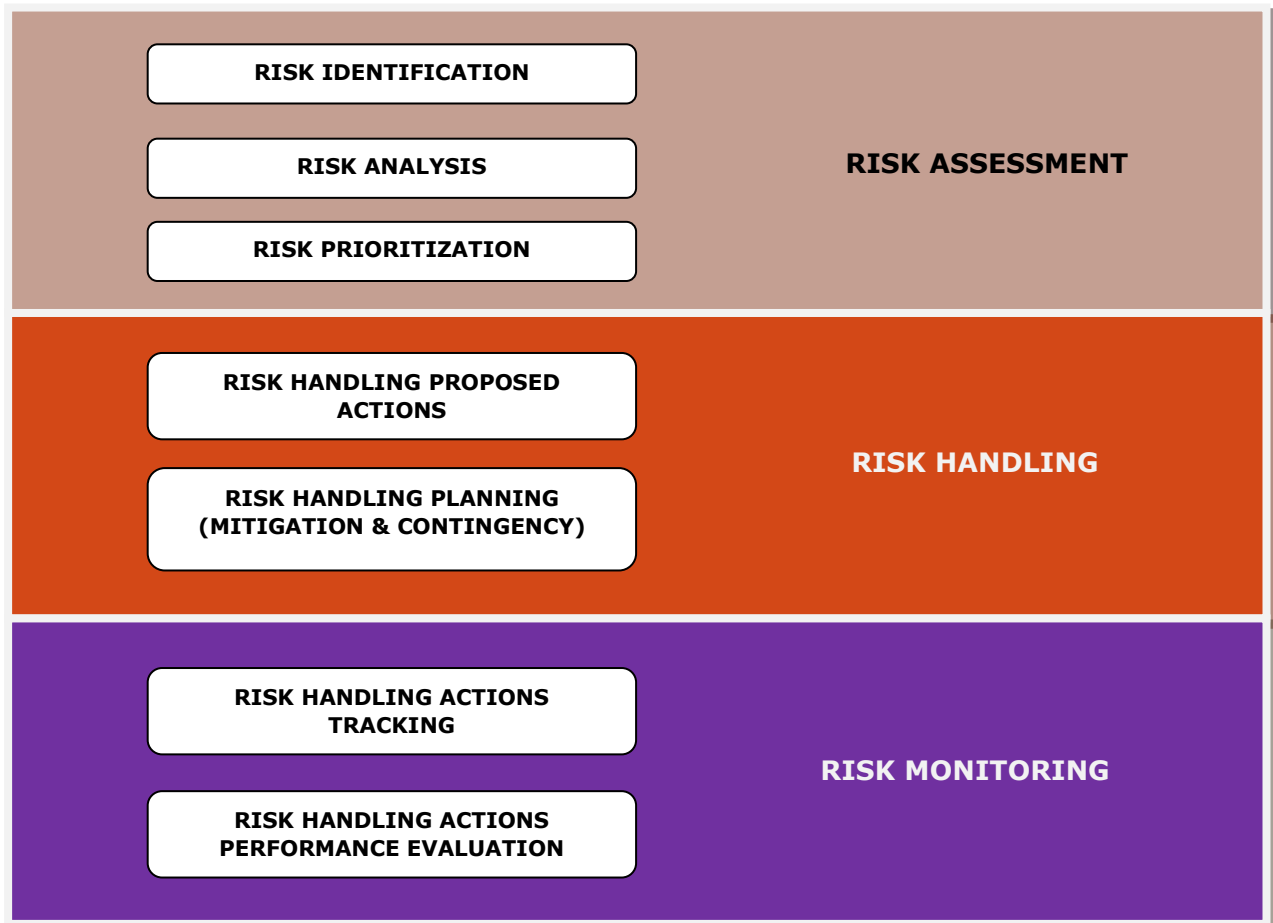 RISK IDENTIFICATION
RISK ANALYSIS
RISK PRIORITIZATION
RISK ASSESSMENT
RISK HANDLING PROPOSED
ACTIONS
RISK HANDLING PLANNING
(MITIGATION & CONTINGENCY)
RISK HANDLING
RISK HANDLING ACTIONS
TRACKING
RISK HANDLING ACTIONS
PERFORMANCE EVALUATION
RISK MONITORING